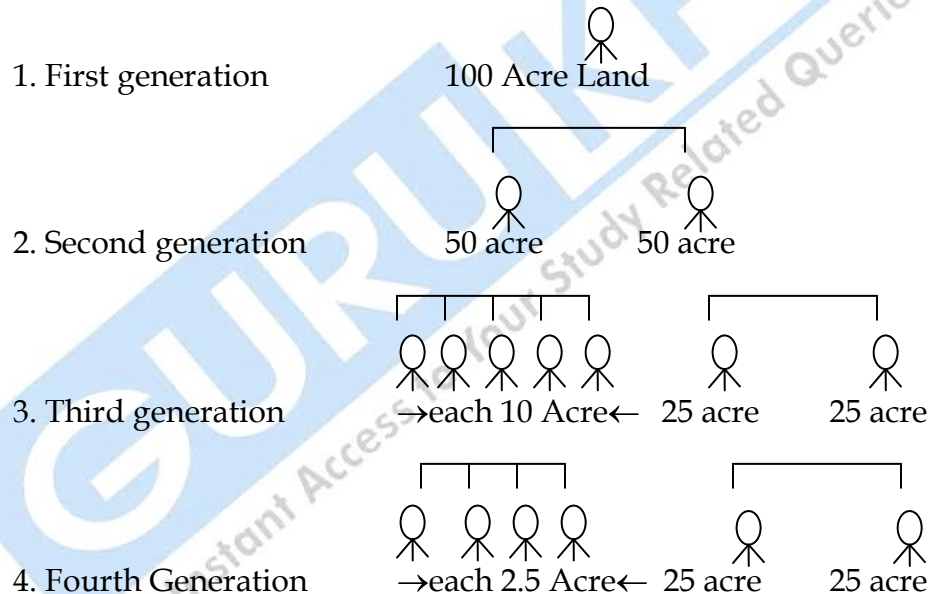 1. First generation 100 Acre Land
2. Second generation 50 acre 50 acre
3. Third generation →each 10 Acre← 25 acre 25 acre
4. Fourth Generation →each 2.5 Acre← 25 acre 25 acre